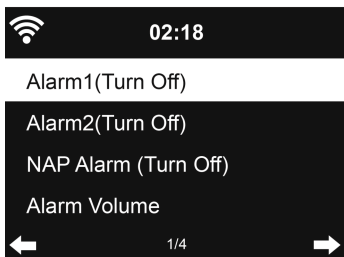 02:18
Alarm1(Turn Off)
Alarm2(Turn Off)
NAP Alarm (Turn Off)
Alarm Volume
1/4